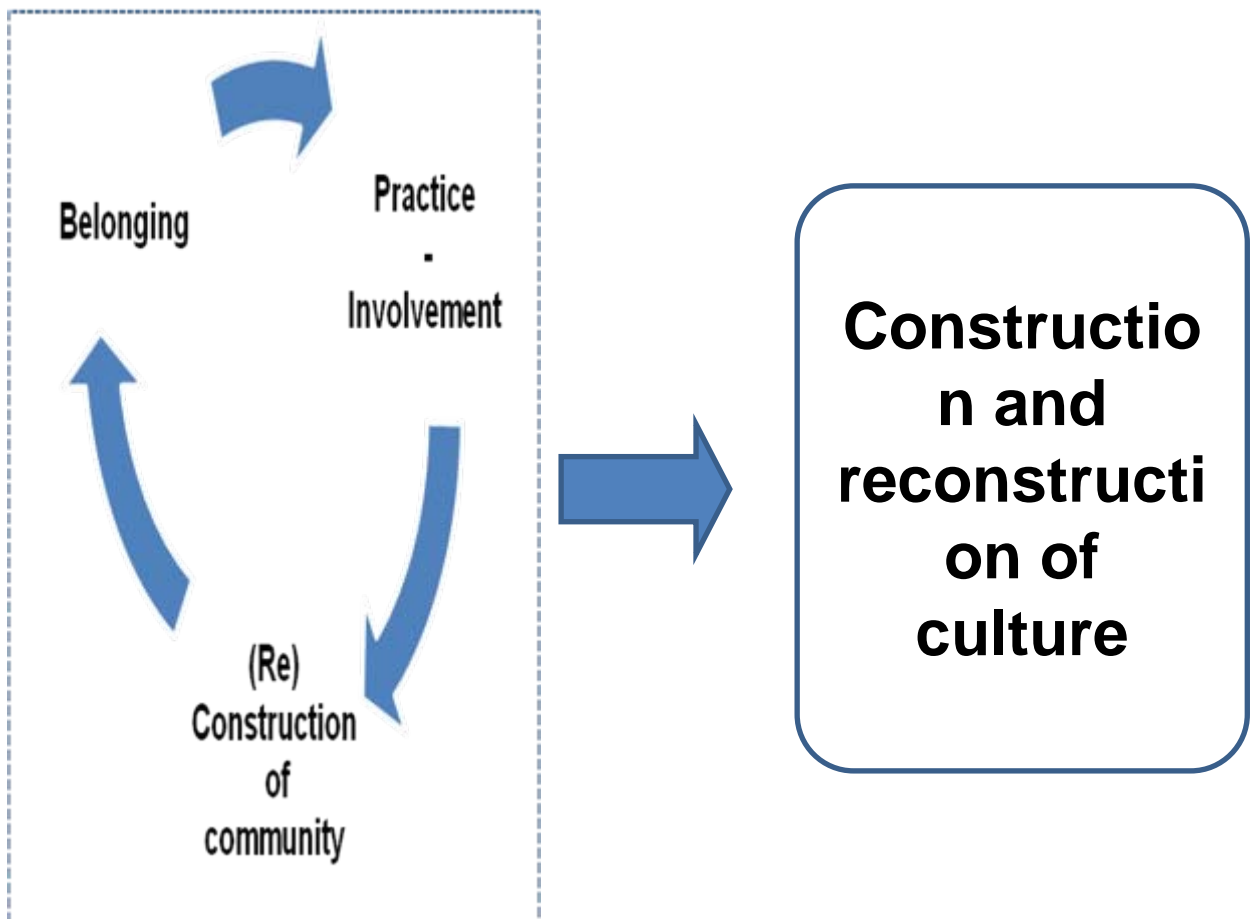 Belonging
Practice
-
Involvement
(Re)
Construction
of
community
Constructio
n and
reconstructi
on of
culture